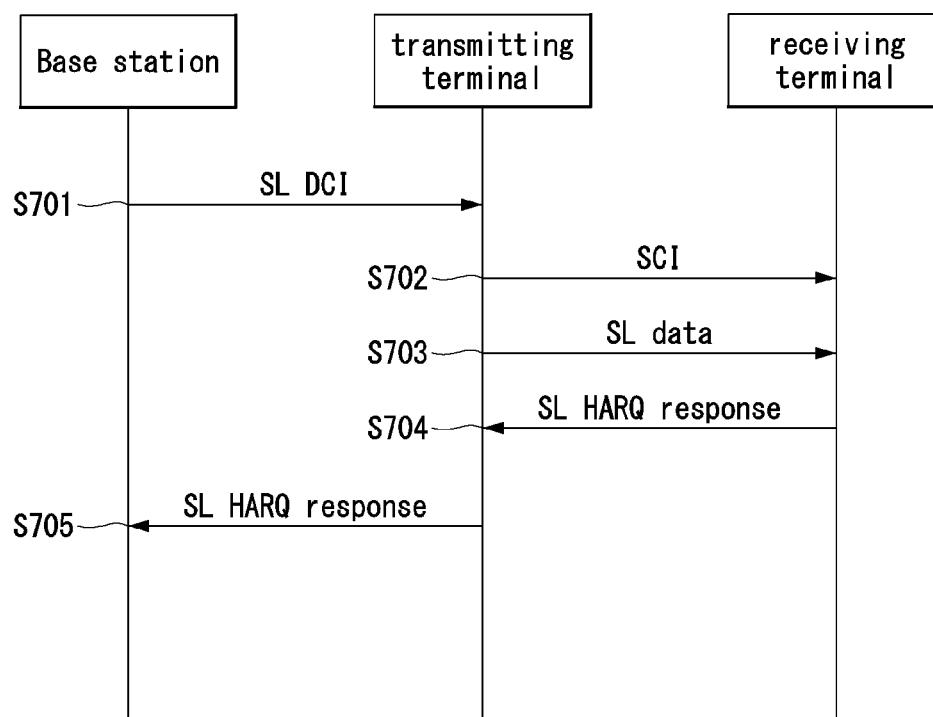 Base station
transmitting
terminal
receiving
terminal
S701
SL DCI
S702
SCI
S703
SL data
S704
SL HARQ response
S705
SL HARQ response